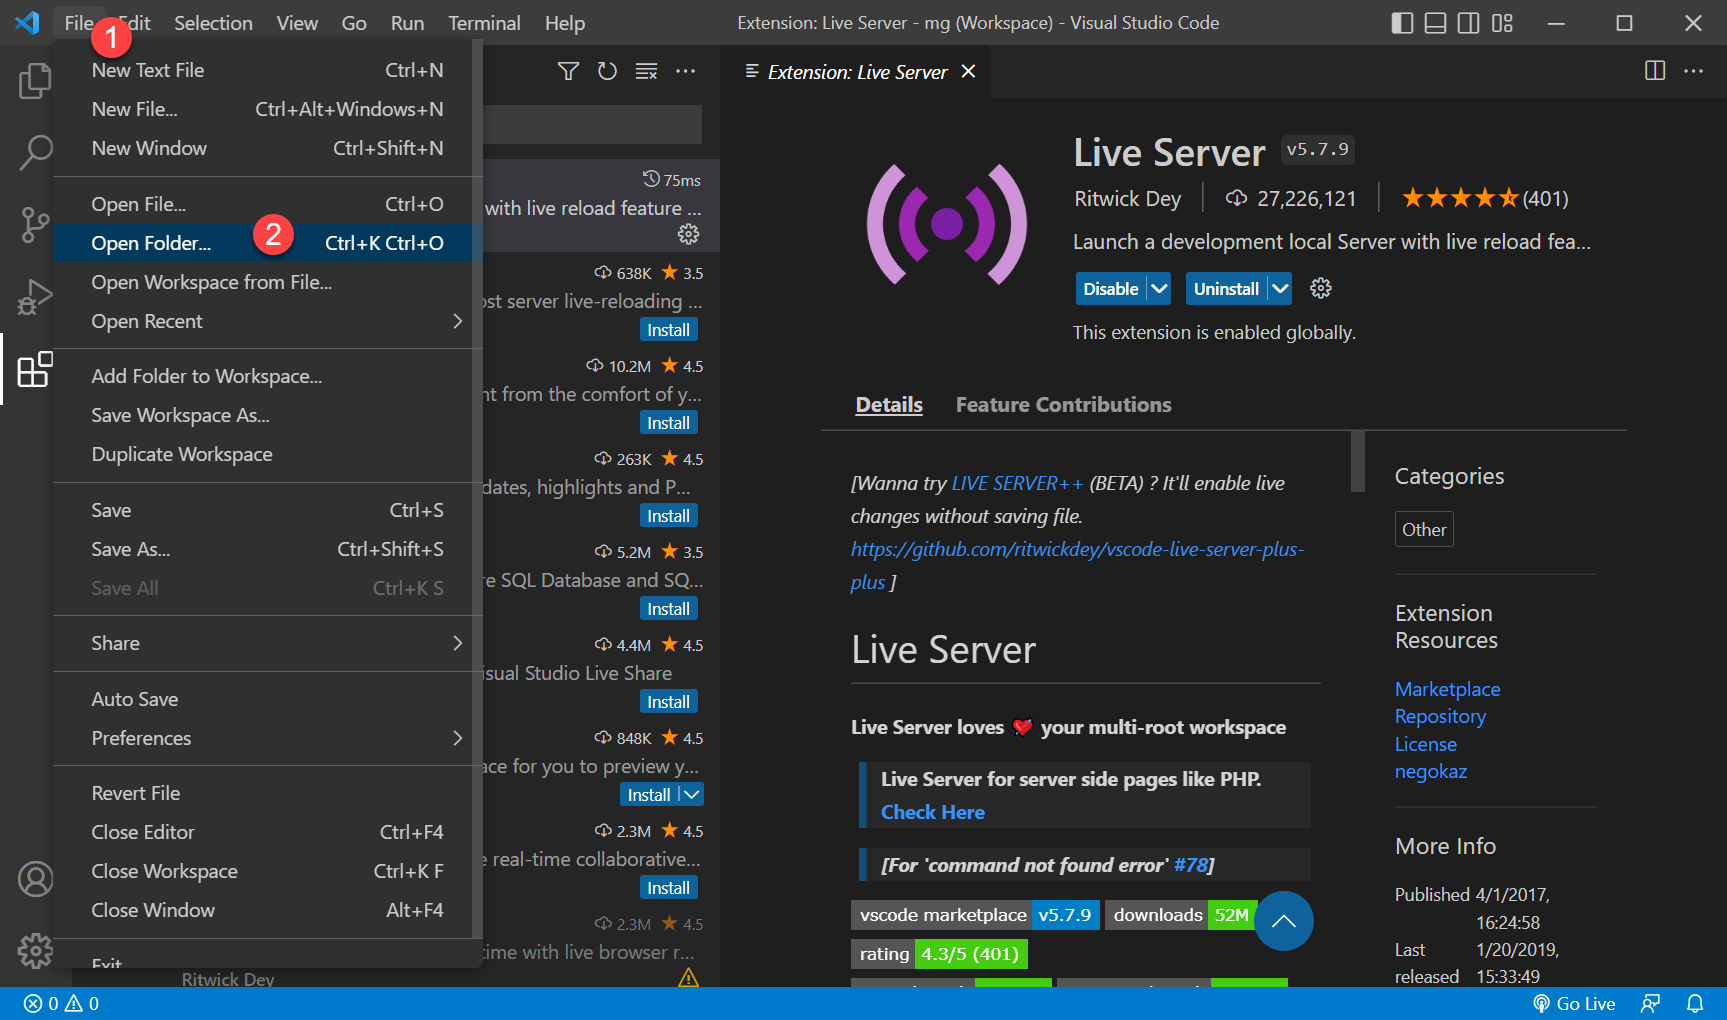 File Edit Selection View Go Run Terminal Help
Extension: Live Server - mg (Workspace) - Visual Studio Code
1
New Text File Ctrl+N
New File... Ctrl+Alt+Windows+N
New Window Ctrl+Shift+N
Open File... Ctrl+O
Open Folder... 2 Ctrl+K Ctrl+O
Open Workspace from File...
Open Recent
Add Folder to Workspace...
Save Workspace As...
Duplicate Workspace
Save Ctrl+S
Save As... Ctrl+Shift+S
Save All Ctrl+K S
Share
Auto Save
Preferences
Revert File
Close Editor Ctrl+F4
Close Workspace Ctrl+K F
Close Window Alt+F4
Exit
75ms
with live reload feature ...
638K 3.5
server live-reloading ...
Install
10.2M 4.5
from the comfort of y...
Install
263K 4.5
highlights and P...
Install
5.2M 3.5
SQL Database and SQ...
Install
4.4M 4.5
Studio Live Share
Install
848K 4.5
for you to preview y...
Install
2.3M 4.5
real-time collaborative...
Install
2.3M 4.5
with live browser r...
Ritwick Dey
Extension: Live Server
Live Server v5.7.9
Ritwick Dey 27,226,121 (401)
Launch a development local Server with live reload fea...
Disable Uninstall
This extension is enabled globally.
Details Feature Contributions
[Wanna try LIVE SERVER++ (BETA) ? It'll enable live
changes without saving file.
https://github.com/ritwickdey/vscode-live-server-plus-
plus ]
Live Server
Live Server loves your multi-root workspace
Live Server for server side pages like PHP.
Check Here
[For 'command not found error' #78]
vscode marketplace v5.7.9 downloads 52M
rating 4.3/5 (401)
Categories
Other
Extension
Resources
Marketplace
Repository
License
negokaz
More Info
Published 4/1/2017,
16:24:58
Last 1/20/2019,
released 15:33:49
0 0
Go Live